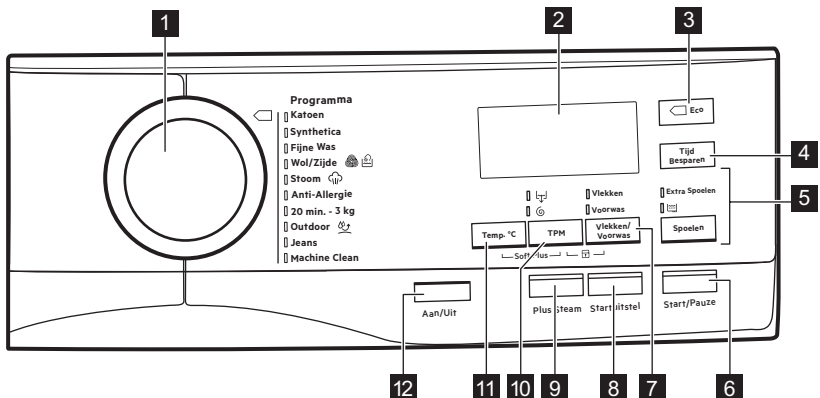 1
2
3
Programma
Katoen
Synthetica
Fijne Was
Wol/Zijde
Stoom
Anti-Allergie
20 min. - 3 kg
Outdoor
Jeans
Machine Clean
Eco
Tijd
Besparen
4
5
Vlekken
Voorwas
Extra Spoelen
Temp. °C
TPM
Vlekken/
Voorwas
Spoelen
Soft Plus
Aan/Uit
Plus Steam
Startuitstel
Start/Pauze
12
11
10
9
8
7
6